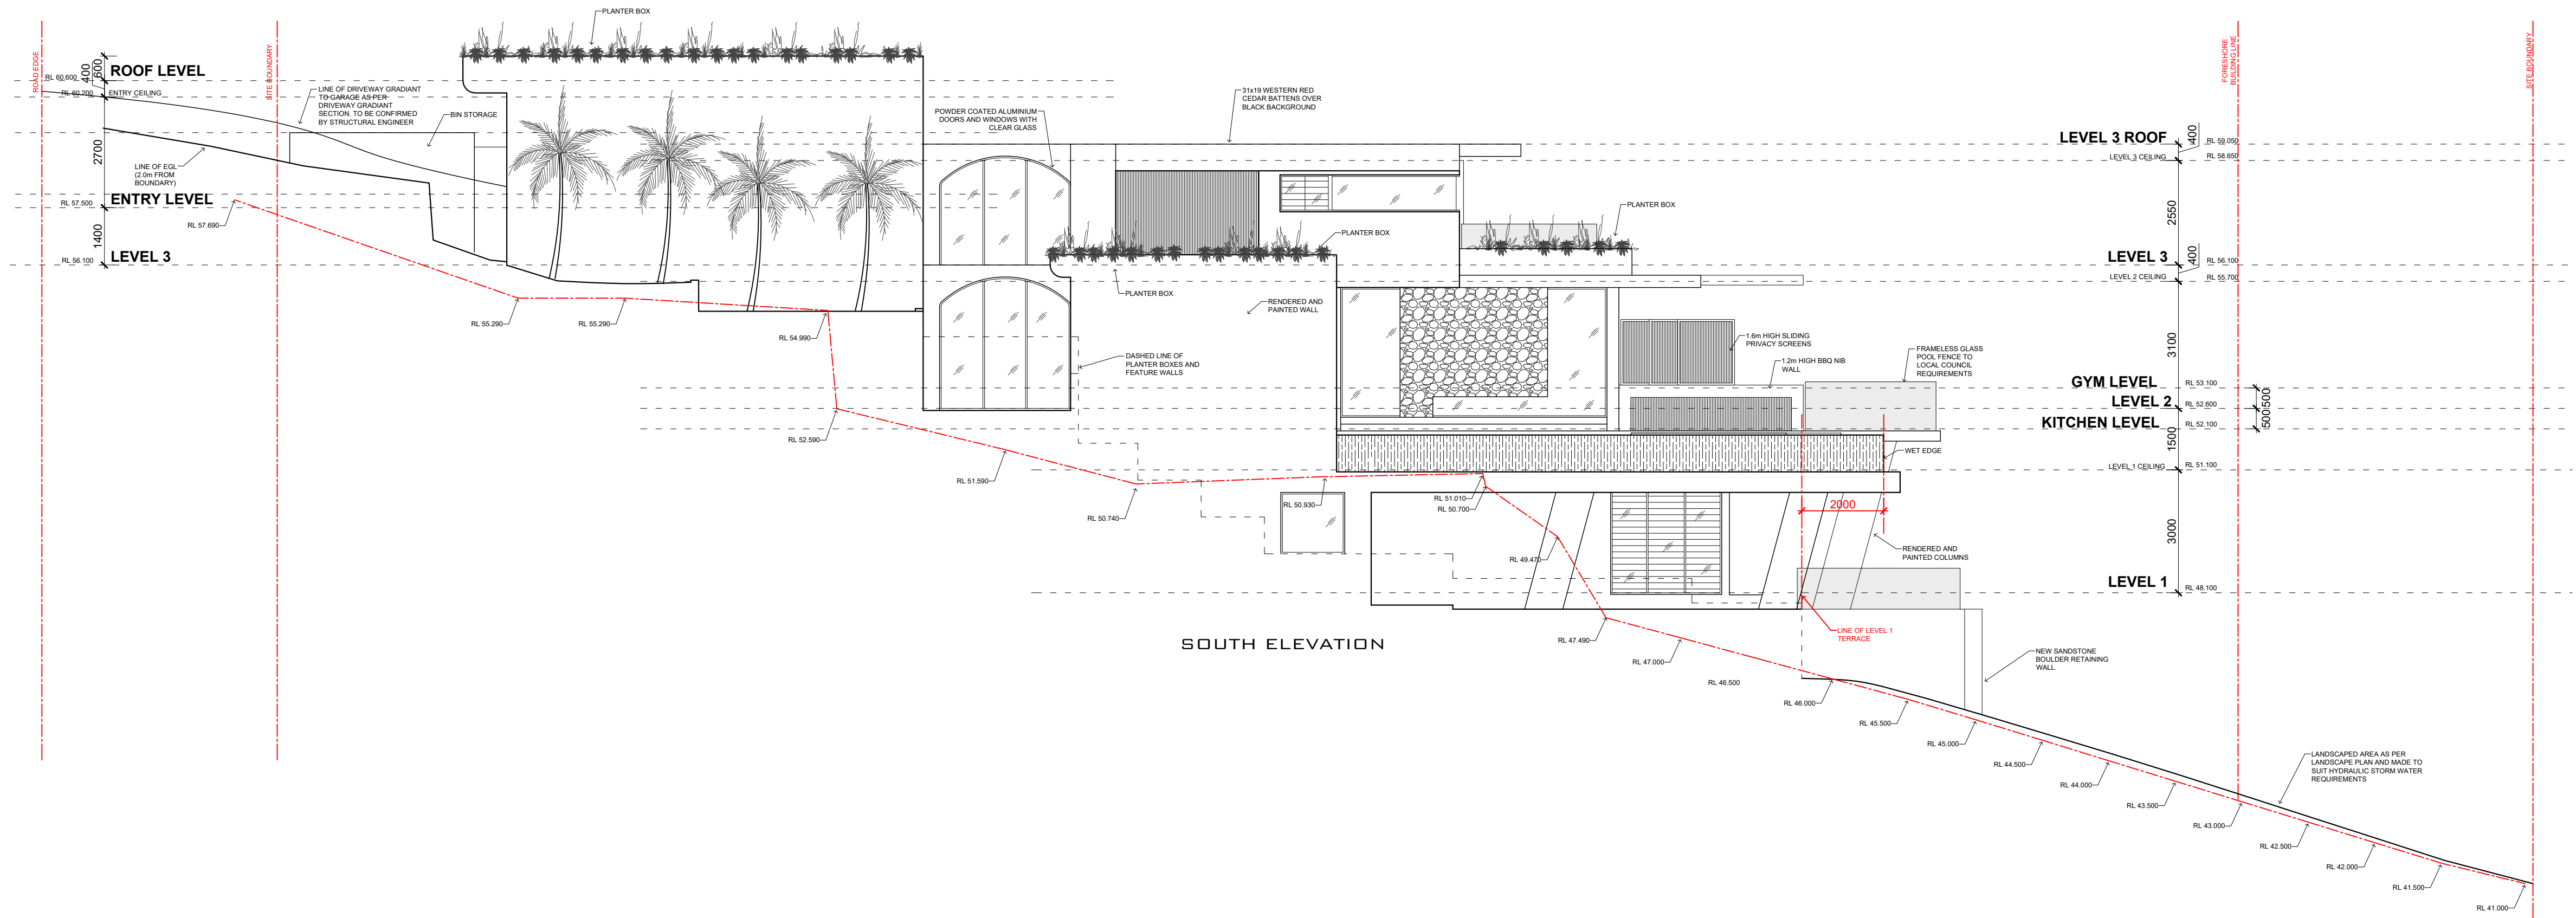 PLANTER BOX
ROAD EDGE
SITE BOUNDARY
FORESHORE
BUILDING LINE
SITE BOUNDARY
600
400
ROOF LEVEL
RL 60.600
RL 60.200
ENTRY CEILING
LINE OF DRIVEWAY GRADIANT
TO GARAGE AS PER
DRIVEWAY GRADIANT
SECTION. TO BE CONFIRMED
BY STRUCTURAL ENGINEER
BIN STORAGE
2700
LINE OF EGL
(2.0m FROM
BOUNDARY)
RL 57.500
ENTRY LEVEL
RL 57.690
1400
RL 56.100
LEVEL 3
POWDER COATED ALUMINIUM
DOORS AND WINDOWS WITH
CLEAR GLASS
31x19 WESTERN RED
CEDAR BATTENS OVER
BLACK BACKGROUND
PLANTER BOX
PLANTER BOX
PLANTER BOX
RENDERED AND
PAINTED WALL
DASHED LINE OF
PLANTER BOXES AND
FEATURE WALLS
1.6m HIGH SLIDING
PRIVACY SCREENS
1.2m HIGH BBQ NIB
WALL
FRAMELESS GLASS
POOL FENCE TO
LOCAL COUNCIL
REQUIREMENTS
WET EDGE
2000
RENDERED AND
PAINTED COLUMNS
LINE OF LEVEL 1
TERRACE
NEW SANDSTONE
BOULDER RETAINING
WALL
LANDSCAPED AREA AS PER
LANDSCAPE PLAN AND MADE TO
SUIT HYDRAULIC STORM WATER
REQUIREMENTS
LEVEL 3 ROOF
400
RL 59.050
LEVEL 3 CEILING
RL 58.650
2550
LEVEL 3
400
RL 56.100
LEVEL 2 CEILING
RL 55.700
3100
GYM LEVEL
RL 53.100
500
LEVEL 2
RL 52.600
500
KITCHEN LEVEL
RL 52.100
1500
LEVEL 1 CEILING
RL 51.100
3000
LEVEL 1
RL 48.100
RL 55.290
RL 55.290
RL 54.990
RL 52.590
RL 51.590
RL 50.740
RL 50.930
RL 51.010
RL 50.700
RL 49.470
RL 47.490
RL 47.000
RL 46.500
RL 46.000
RL 45.500
RL 45.000
RL 44.500
RL 44.000
RL 43.500
RL 43.000
RL 42.500
RL 42.000
RL 41.500
RL 41.000
SOUTH ELEVATION